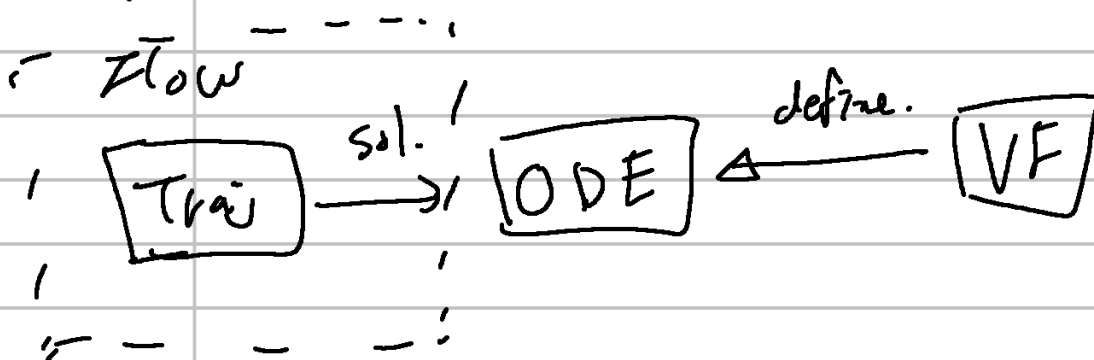 Flow
sol.
define.
Traj
ODE
VF